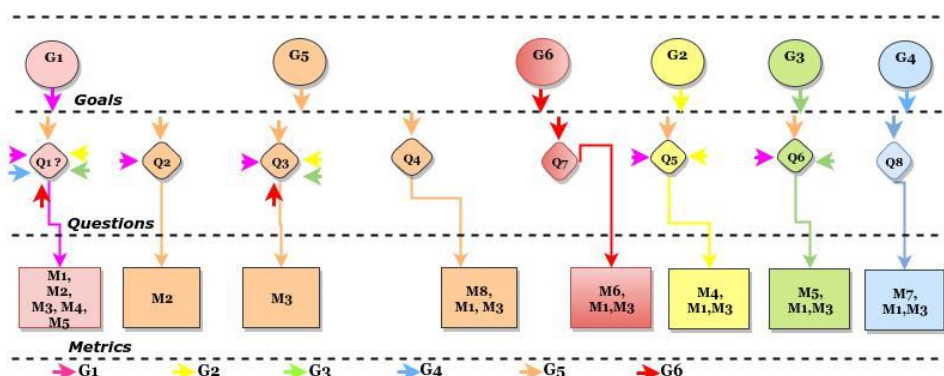 G1
G5
G6
G2
G3
G4
Goals
Q1 ?
Q2
Q3
Q4
Q7
Q5
Q6
Q8
Questions
M1,
M2,
M3, M4,
M5
M2
M3
M8,
M1, M3
M6,
M1,M3
M4,
M1,M3
M5,
M1,M3
M7,
M1,M3
Metrics
G1 G2 G3 G4 G5 G6